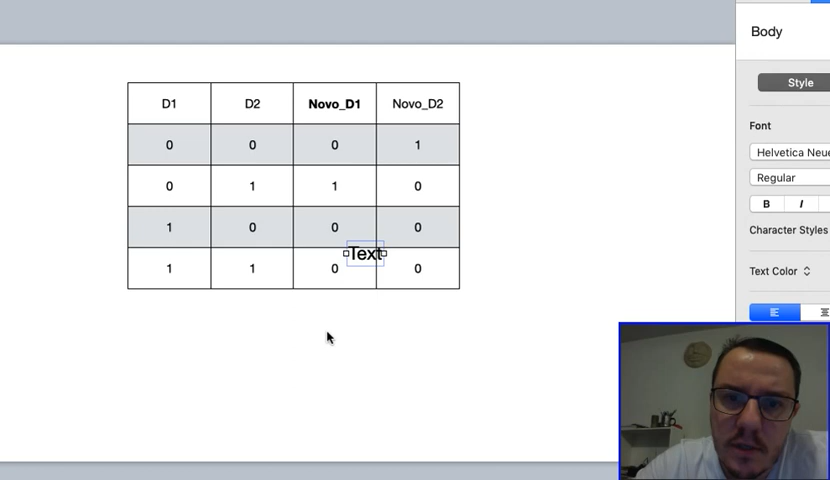 Body
Style
D1 D2 Novo_D1 Novo_D2
Font
0 0 0 1
Helvetica
Regular
0 1 1 0
B I
1 0 0 0
Character Styles
Text
1 1 0 0
Text Color